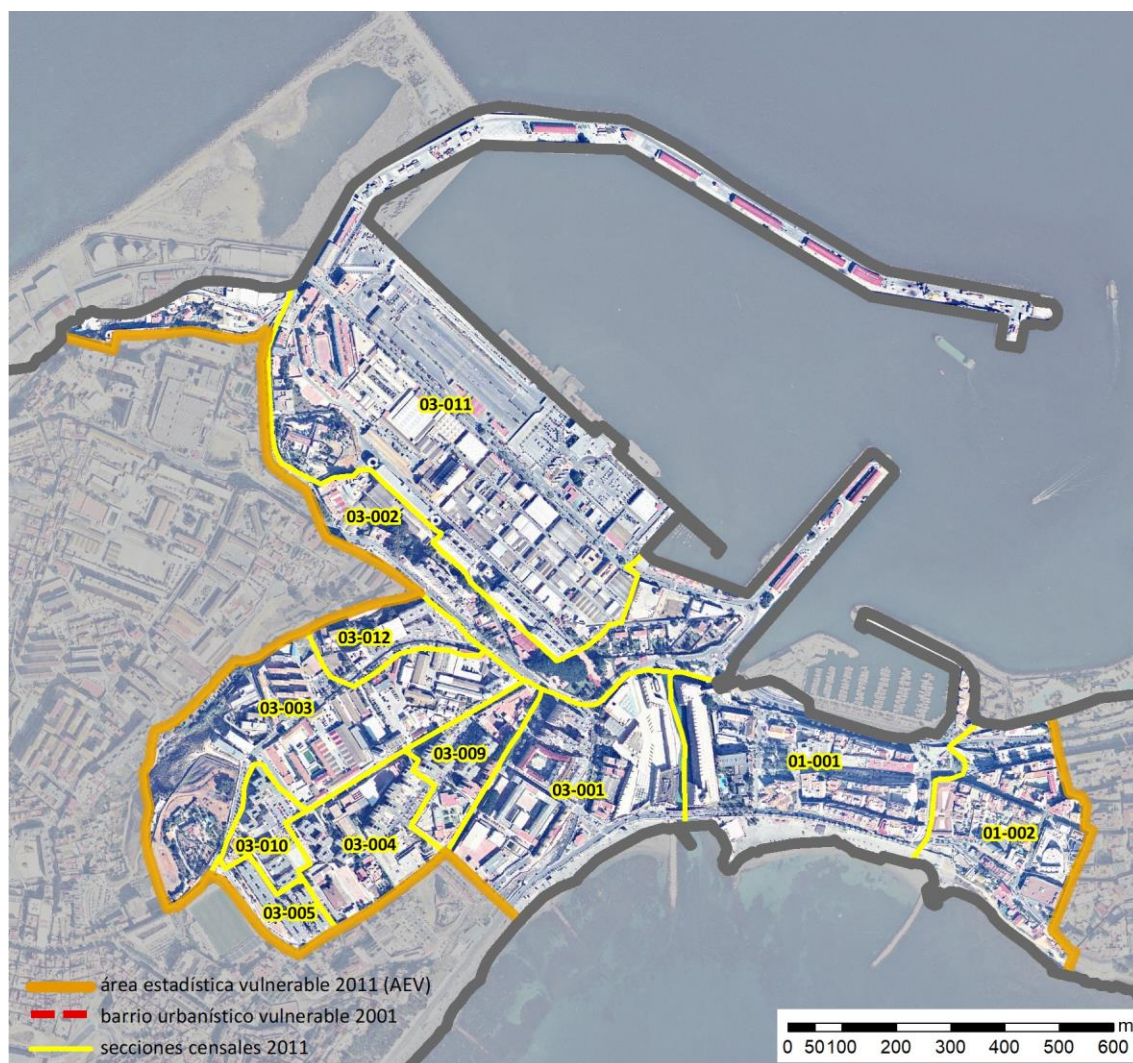 03-011
03-002
03-012
03-003
03-009
03-001
01-001
01-002
03-010
03-004
03-005
área estadística vulnerable 2011 (AEV)
barrio urbanístico vulnerable 2001
secciones censales 2011
m
0 50100 200 300 400 500 600